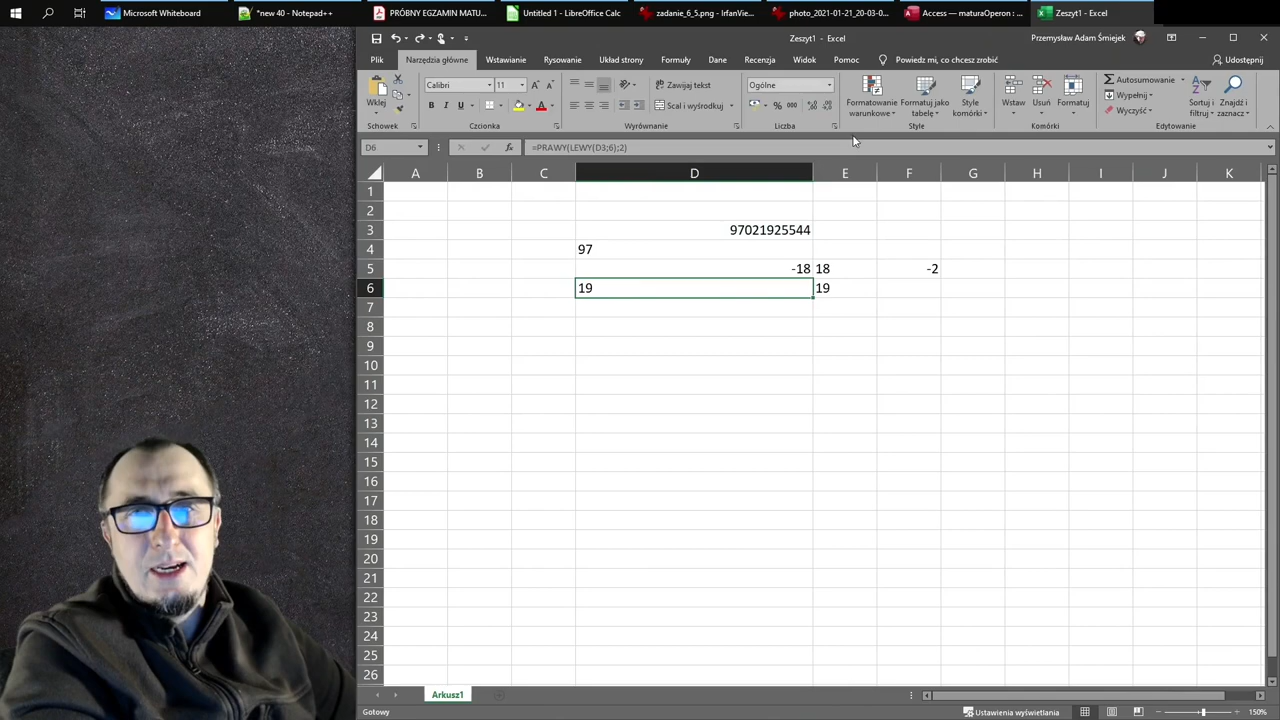 Microsoft Whiteboard
*new 40 - Notepad++
PRÓBNY EGZAMIN MATU...
Untitled 1 - LibreOffice Calc
zadanie_6_5.png - IrfanVie...
photo_2021-01-21_20-03-0...
Access — maturaOperon : ...
Zeszyt1 - Excel
Zeszyt1 - Excel
Przemysław Adam Śmiejek
Plik Narzędzia główne Wstawianie Rysowanie Układ strony Formuły Dane Recenzja Widok Pomoc Powiedz mi, co chcesz zrobić Udostępnij
Wklej
Calibri 11
B I U
Zawijaj tekst
Scal i wyśrodkuj
Ogólne
% 000
Formatowanie warunkowe
Formatuj jako tabelę
Style komórki
Wstaw Usuń Formatuj
Autosumowanie
Wypełnij
Wyczyść
Sortuj i filtruj
Znajdź i zaznacz
Schowek Czcionka Wyrównanie Liczba Style Komórki Edytowanie
D6 fx =PRAWY(LEWY(D3;6);2)
A B C D E F G H I J K
1
2
3 97021925544
4 97
5 -18 18 -2
6 19 19
7
8
9
10
11
12
13
14
15
16
17
18
19
20
21
22
23
24
25
26
Arkusz1
Gotowy Ustawienia wyświetlania 150%